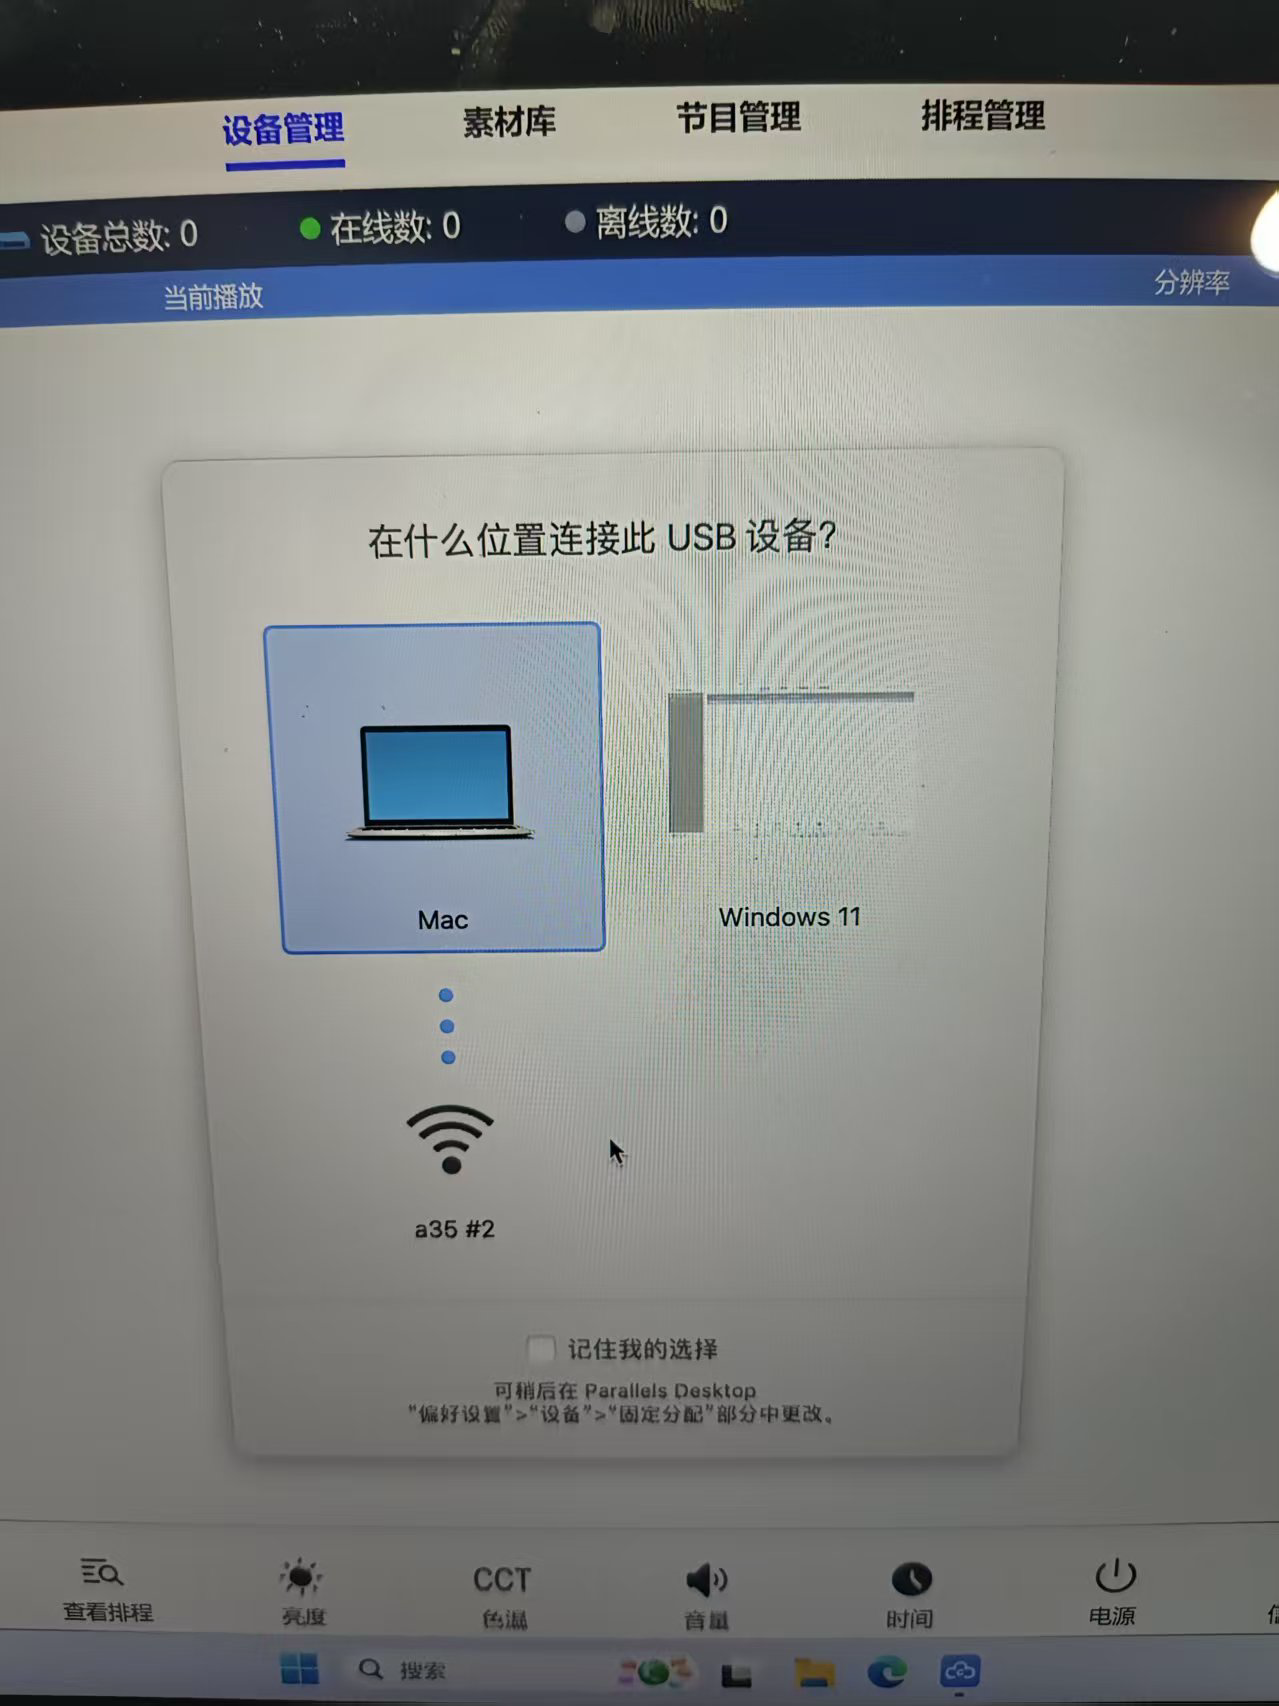 设备管理 素材库 节目管理 排程管理
设备总数: 0 在线数: 0 离线数: 0
当前播放 分辨率
在什么位置连接此 USB 设备?
Mac Windows 11
a35 #2
记住我的选择
可稍后在 Parallels Desktop
“偏好设置”>“设备”>“固定分配”部分中更改。
CCT
查看排程 亮度 色温 音量 时间 电源
搜索